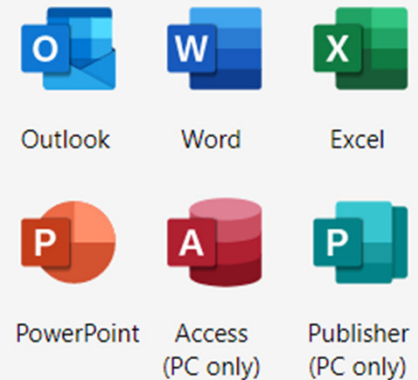 O W X
Outlook Word Excel
P A P
PowerPoint Access Publisher
(PC only) (PC only)